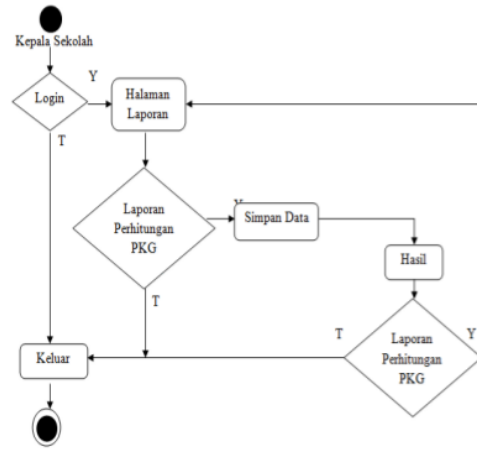 Kepala Sekolah
Y
Login
Halaman
Laporan
T
Laporan
Perhitungan
PKG
Y
Simpan Data
Hasil
T
T
Laporan
Perhitungan
PKG
Y
Keluar